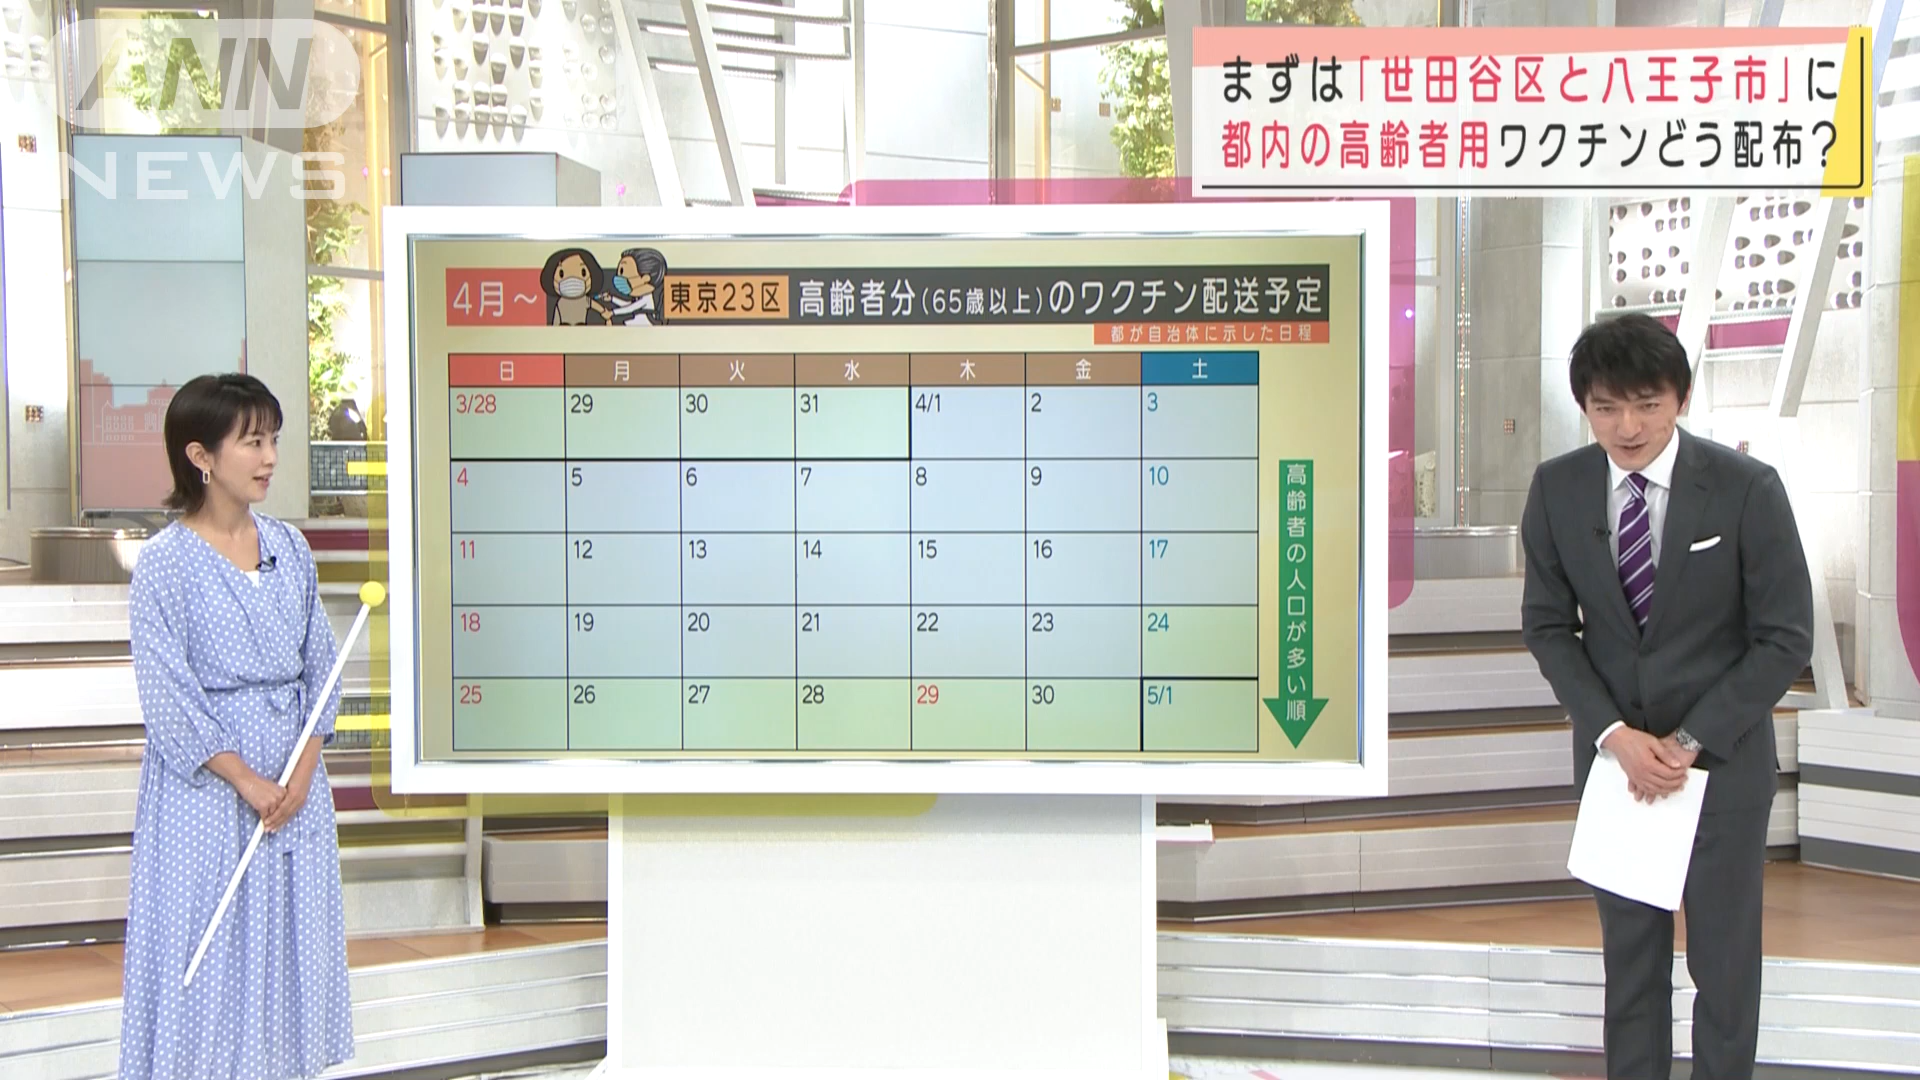 ANN
NEWS
まずは「世田谷区と八王子市」に
都内の高齢者用ワクチンどう配布?
4月~
東京23区
高齢者分(65歳以上)のワクチン配送予定
都が自治体に示した日程
日 月 火 水 木 金 土
3/28 29 30 31 4/1 2 3
4 5 6 7 8 9 10
11 12 13 14 15 16 17
18 19 20 21 22 23 24
25 26 27 28 29 30 5/1
高齢者の人口が多い順